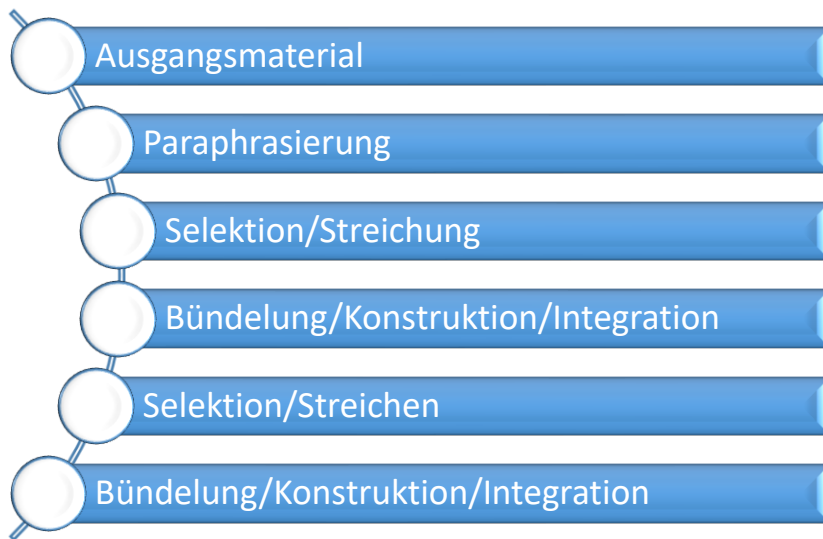 Ausgangsmaterial
Paraphrasierung
Selektion/Streichung
Bündelung/Konstruktion/Integration
Selektion/Streichen
Bündelung/Konstruktion/Integration